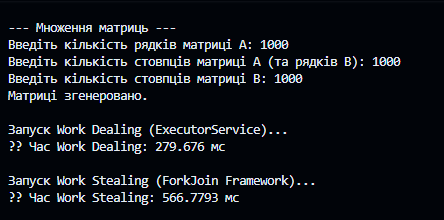 --- Множення матриць ---
Введіть кількість рядків матриці A: 1000
Введіть кількість стовпців матриці A (та рядків B): 1000
Введіть кількість стовпців матриці B: 1000
Матриці згенеровано.
Запуск Work Dealing (ExecutorService)...
?? Час Work Dealing: 279.676 мс
Запуск Work Stealing (ForkJoin Framework)...
?? Час Work Stealing: 566.7793 мс